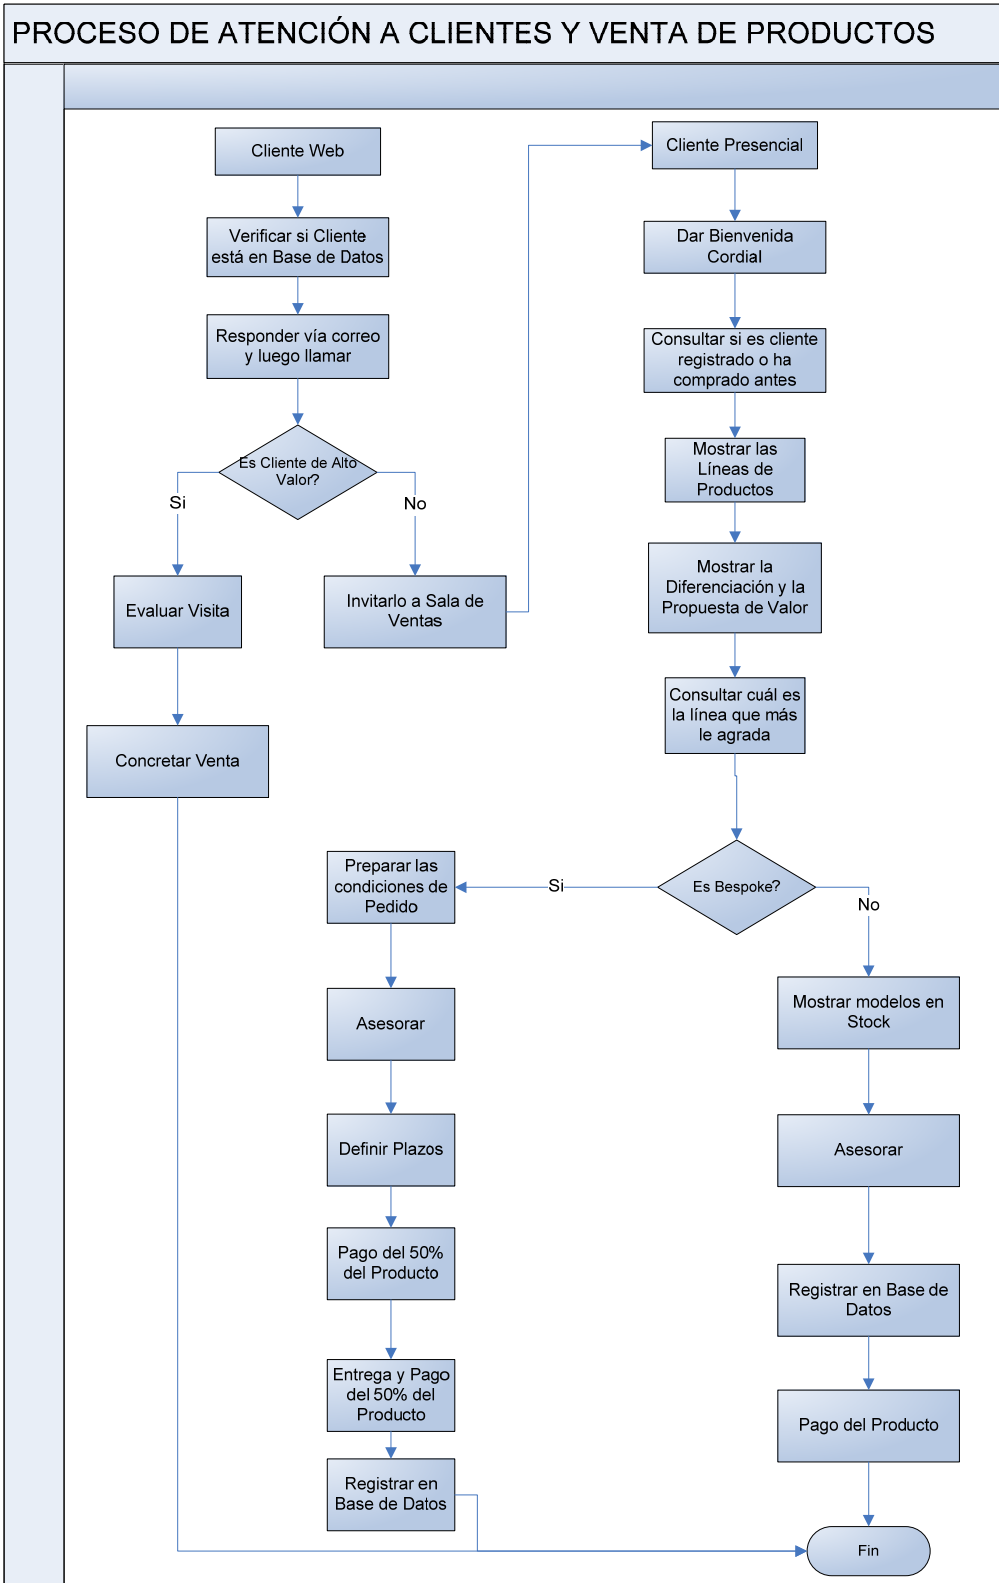 PROCESO DE ATENCIÓN A CLIENTES Y VENTA DE PRODUCTOS
Cliente Web
Verificar si Cliente
está en Base de Datos
Responder vía correo
y luego llamar
Es Cliente de Alto
Valor?
Si
No
Evaluar Visita
Invitarlo a Sala de
Ventas
Concretar Venta
Cliente Presencial
Dar Bienvenida
Cordial
Consultar si es cliente
registrado o ha
comprado antes
Mostrar las
Líneas de
Productos
Mostrar la
Diferenciación y la
Propuesta de Valor
Consultar cuál es
la línea que más
le agrada
Es Bespoke?
Si
No
Preparar las
condiciones de
Pedido
Asesorar
Definir Plazos
Pago del 50%
del Producto
Entrega y Pago
del 50% del
Producto
Registrar en
Base de Datos
Mostrar modelos en
Stock
Asesorar
Registrar en Base de
Datos
Pago del Producto
Fin